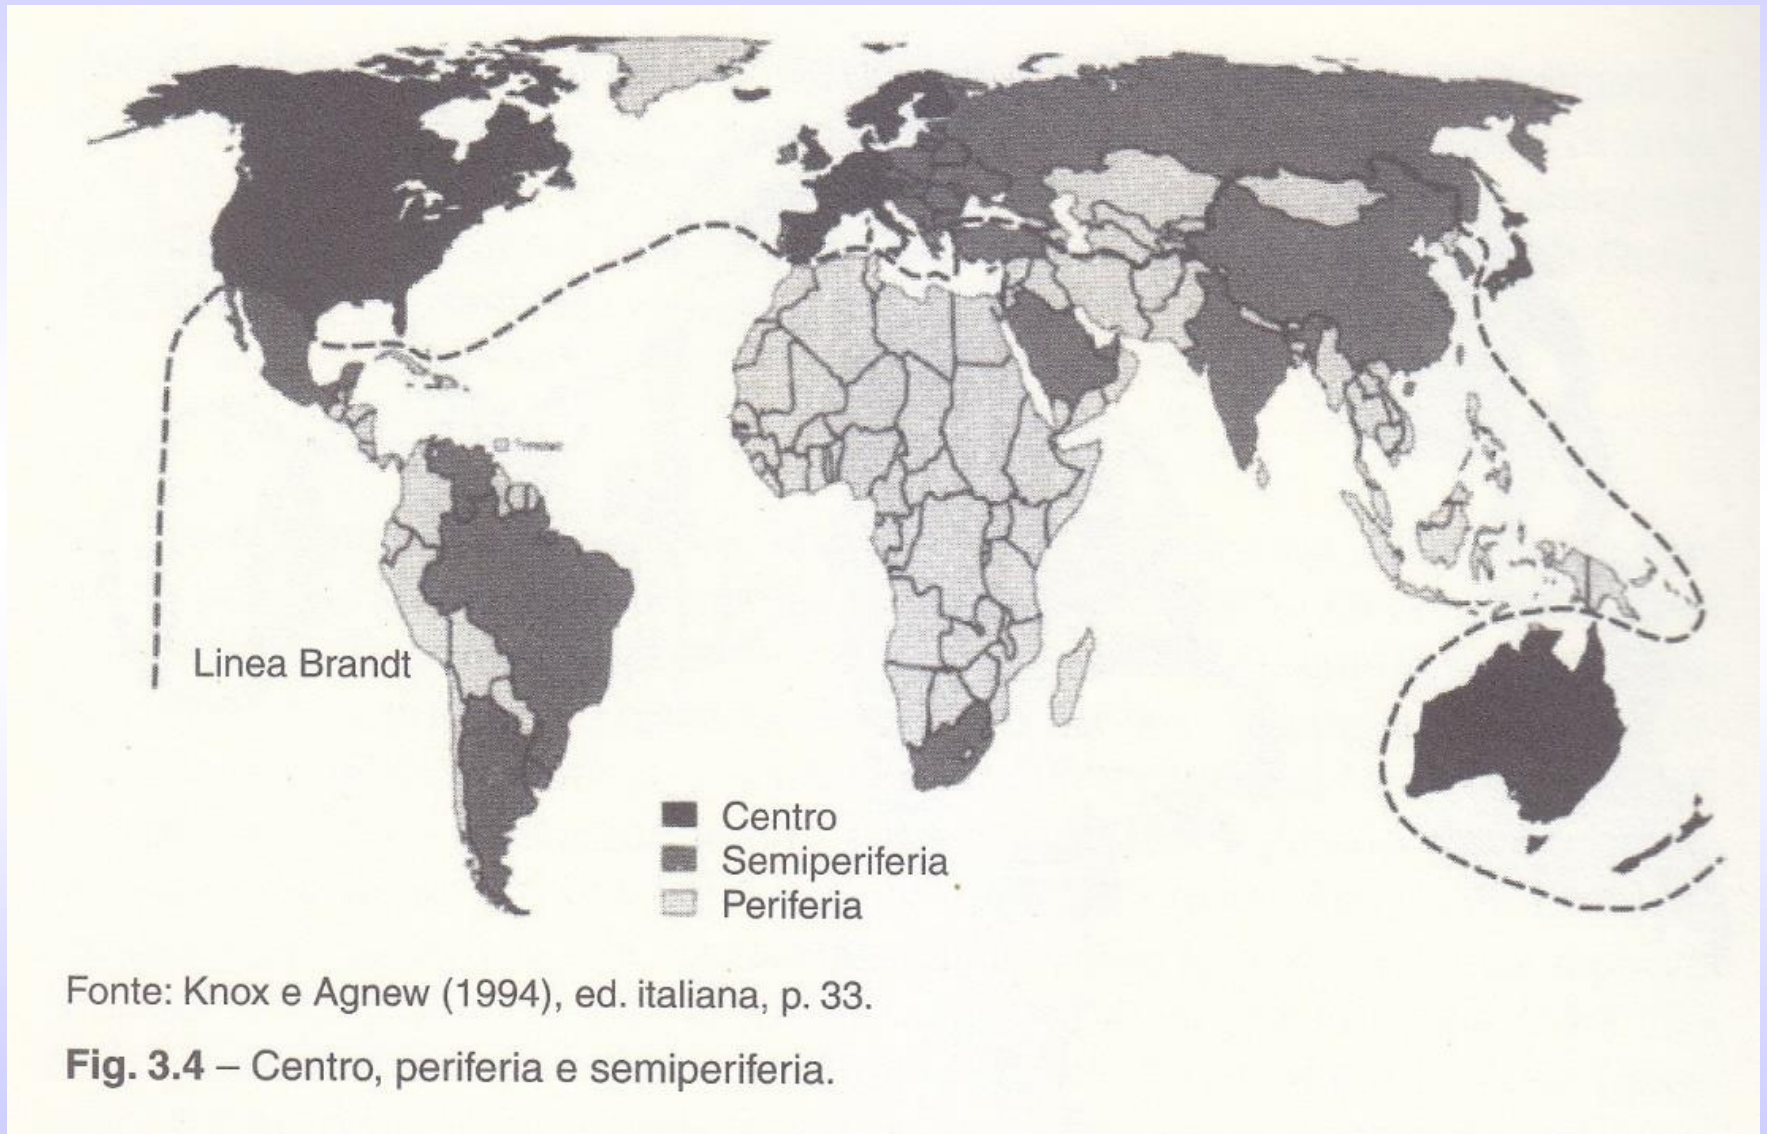 Linea Brandt
Centro
Semiperiferia
Periferia
Fonte: Knox e Agnew (1994), ed. italiana, p. 33.
Fig. 3.4 – Centro, periferia e semiperiferia.